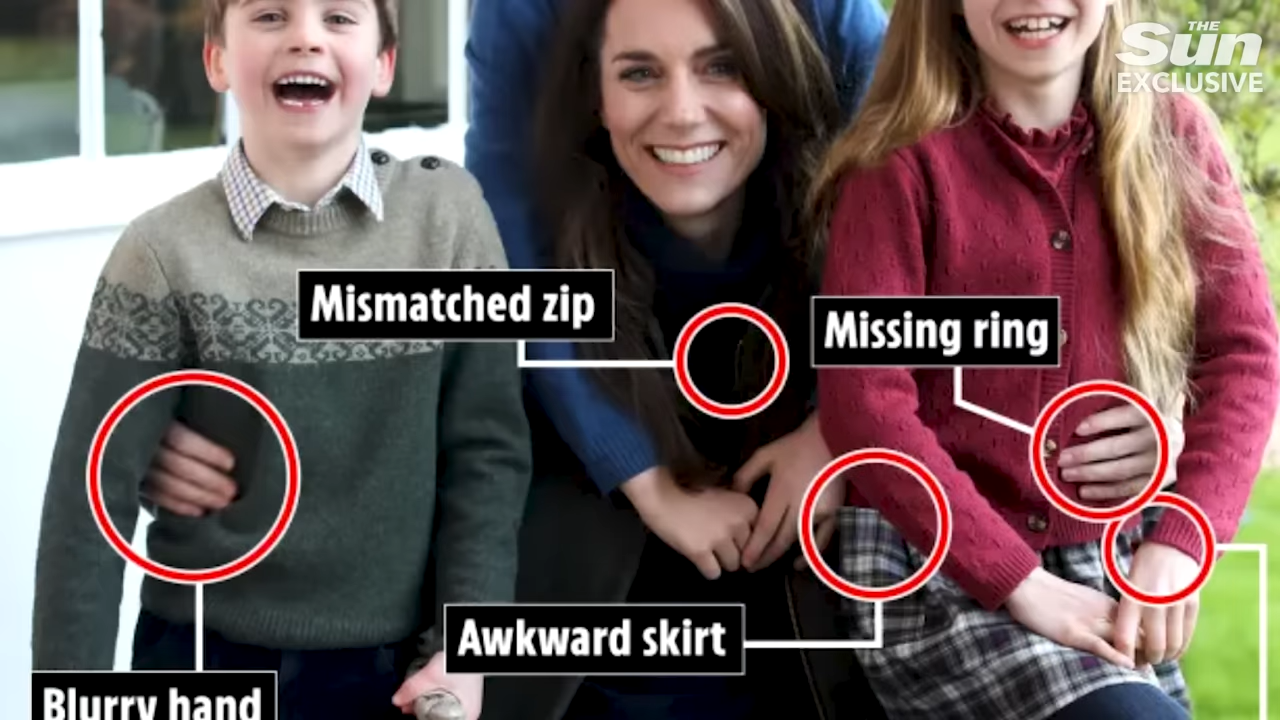 THE
Sun
EXCLUSIVE
Mismatched zip
Missing ring
Awkward skirt
Blurry hand